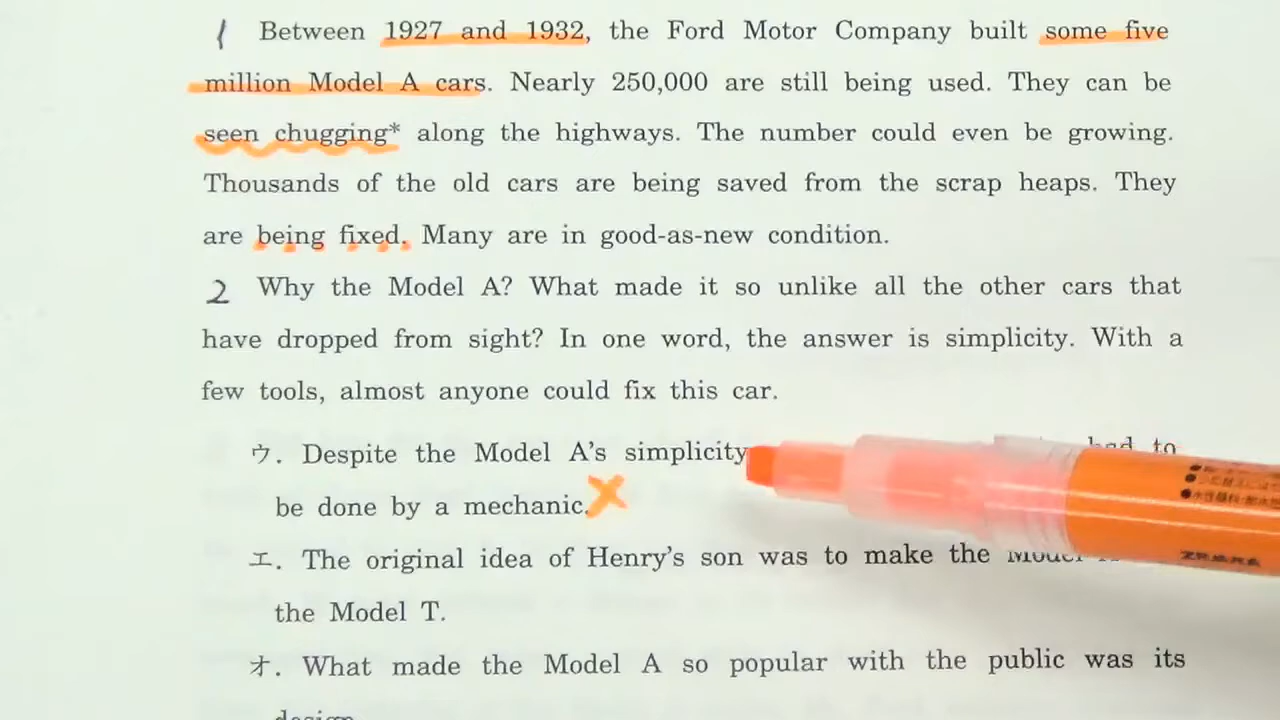 1 Between 1927 and 1932, the Ford Motor Company built some five
million Model A cars. Nearly 250,000 are still being used. They can be
seen chugging* along the highways. The number could even be growing.
Thousands of the old cars are being saved from the scrap heaps. They
are being fixed. Many are in good-as-new condition.
2 Why the Model A? What made it so unlike all the other cars that
have dropped from sight? In one word, the answer is simplicity. With a
few tools, almost anyone could fix this car.
ウ. Despite the Model A's simplicity had to
be done by a mechanic.
エ. The original idea of Henry's son was to make the Model
the Model T.
オ. What made the Model A so popular with the public was its
design
ZEBRA